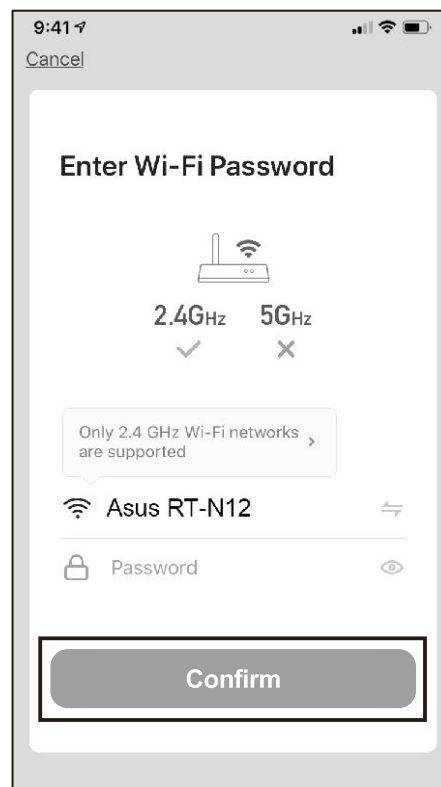 9:41
Cancel
Enter Wi-Fi Password
2.4GHz 5GHz
Only 2.4 GHz Wi-Fi networks
are supported
Asus RT-N12
Password
Confirm